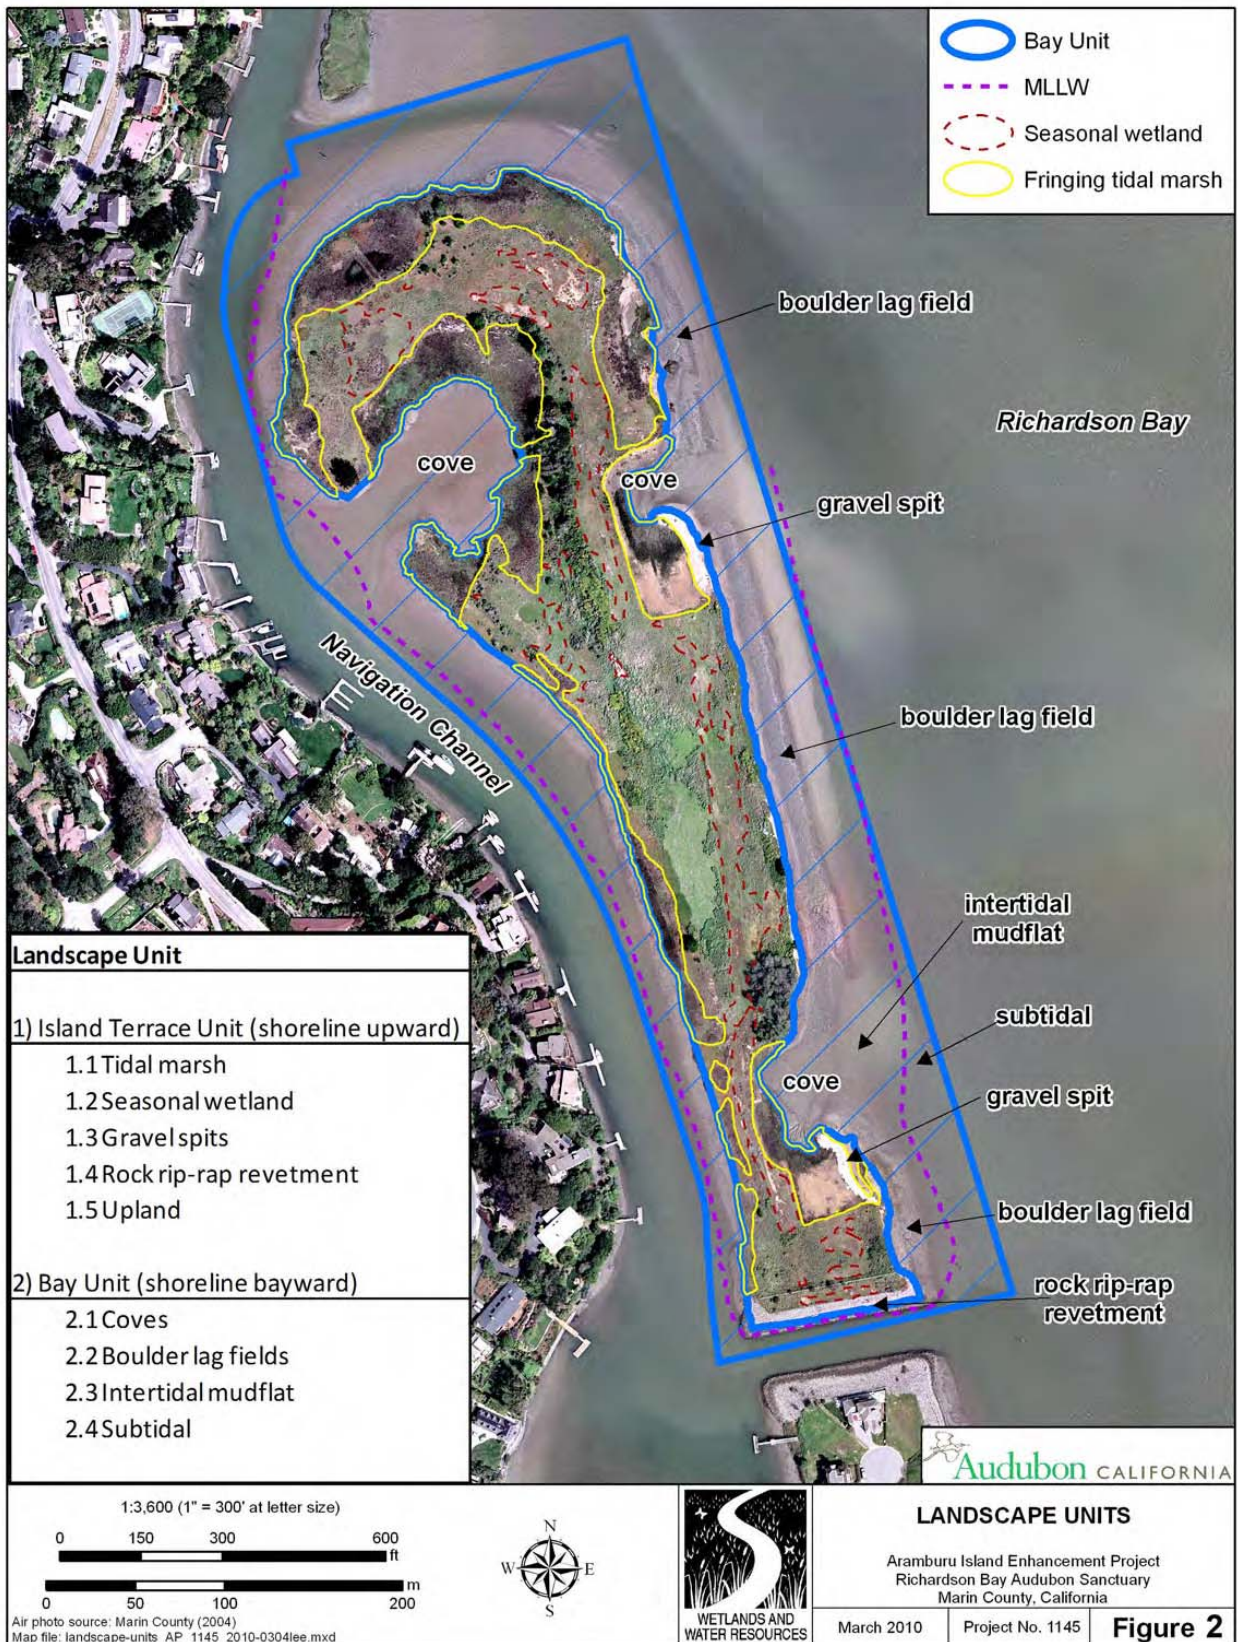 Bay Unit
MLLW
Seasonal wetland
Fringing tidal marsh
boulder lag field
Richardson Bay
cove
cove
gravel spit
Navigation Channel
boulder lag field
intertidal
mudflat
subtidal
cove
gravel spit
boulder lag field
rock rip-rap
revetment
Landscape Unit
1) Island Terrace Unit (shoreline upward)
1.1 Tidal marsh
1.2 Seasonal wetland
1.3 Gravel spits
1.4 Rock rip-rap revetment
1.5 Upland
2) Bay Unit (shoreline bayward)
2.1 Coves
2.2 Boulder lag fields
2.3 Intertidal mudflat
2.4 Subtidal
Audubon CALIFORNIA
1:3,600 (1" = 300' at letter size)
0 150 300 600
ft
m
0 50 100 200
Air photo source: Marin County (2004)
Map file: landscape-units_AP_1145_2010-0304lee.mxd
N
W E
S
WETLANDS AND
WATER RESOURCES
LANDSCAPE UNITS
Aramburu Island Enhancement Project
Richardson Bay Audubon Sanctuary
Marin County, California
March 2010 Project No. 1145 Figure 2